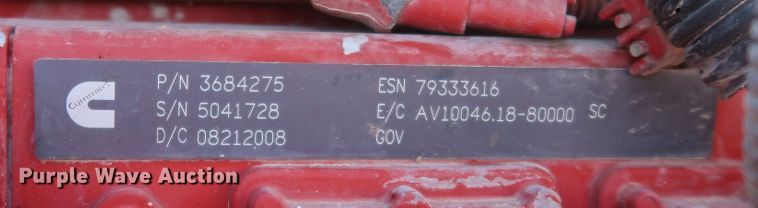 Cummins
P/N 3684275
S/N 5041728
D/C 08212008
ESN 79333616
E/C AV10046.18-80000 SC
GOV
Purple Wave Auction